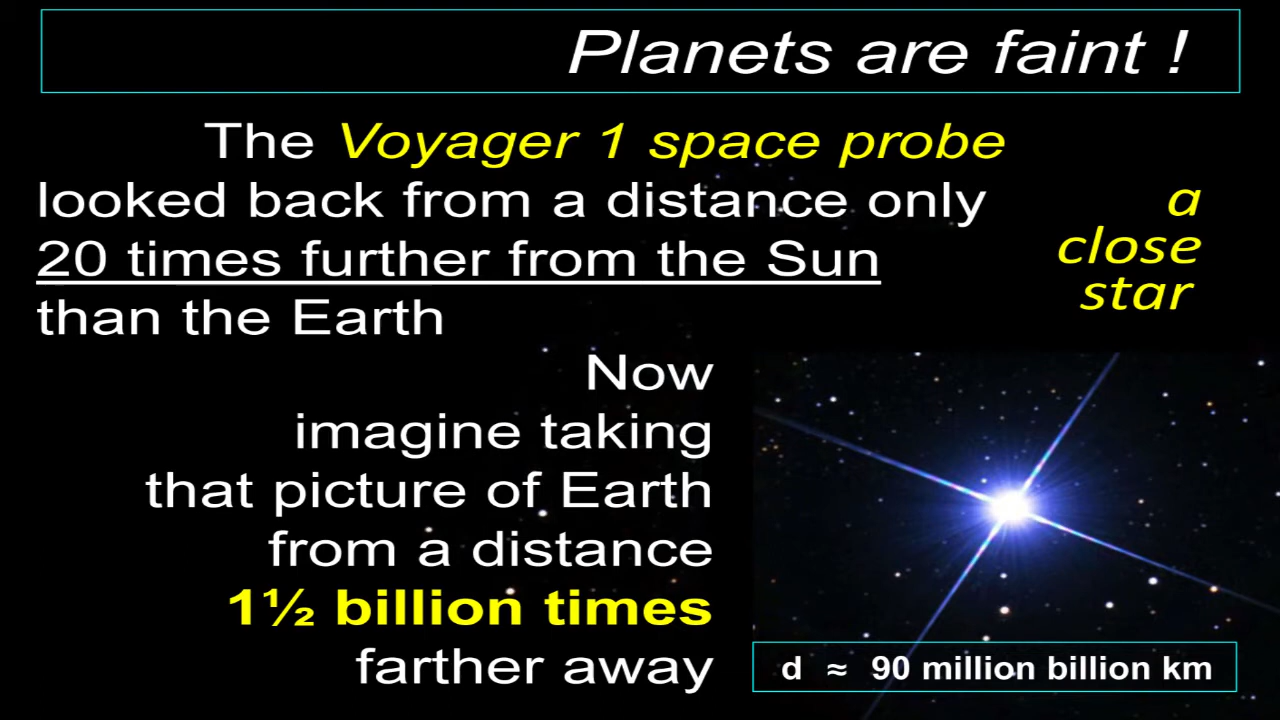 Planets are faint !
The Voyager 1 space probe
looked back from a distance only
20 times further from the Sun
than the Earth
a
close
star
Now
imagine taking
that picture of Earth
from a distance
1½ billion times
farther away
d ≈ 90 million billion km